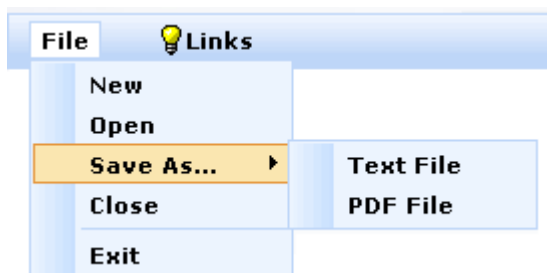 File Links
New
Open
Save As... Text File
Close PDF File
Exit